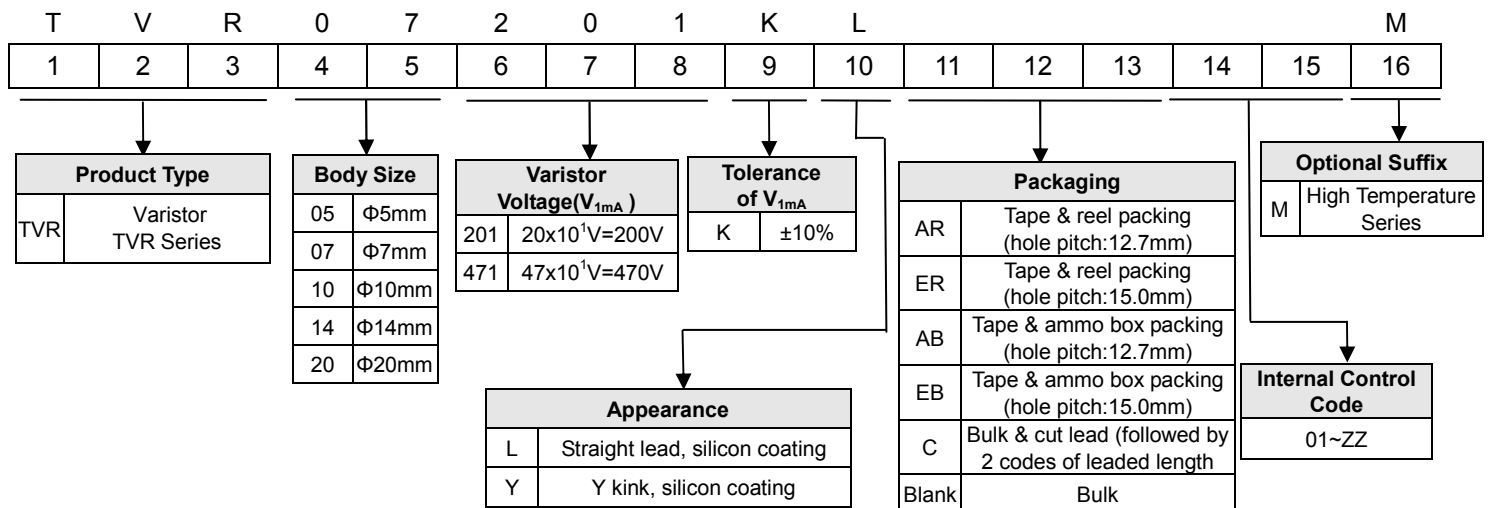 T V R 0 7 2 0 1 K L M
1 2 3 4 5 6 7 8 9 10 11 12 13 14 15 16
Product Type
TVR
Varistor
TVR Series
Body Size
05 Φ5mm
07 Φ7mm
10 Φ10mm
14 Φ14mm
20 Φ20mm
Varistor
Voltage(V1mA )
201 20x10¹V=200V
471 47x10¹V=470V
Tolerance
of V1mA
K ±10%
Appearance
L Straight lead, silicon coating
Y Y kink, silicon coating
Packaging
AR
Tape & reel packing
(hole pitch:12.7mm)
ER
Tape & reel packing
(hole pitch:15.0mm)
AB
Tape & ammo box packing
(hole pitch:12.7mm)
EB
Tape & ammo box packing
(hole pitch:15.0mm)
C
Bulk & cut lead (followed by
2 codes of leaded length
Blank Bulk
Internal Control
Code
01~ZZ
Optional Suffix
M
High Temperature
Series